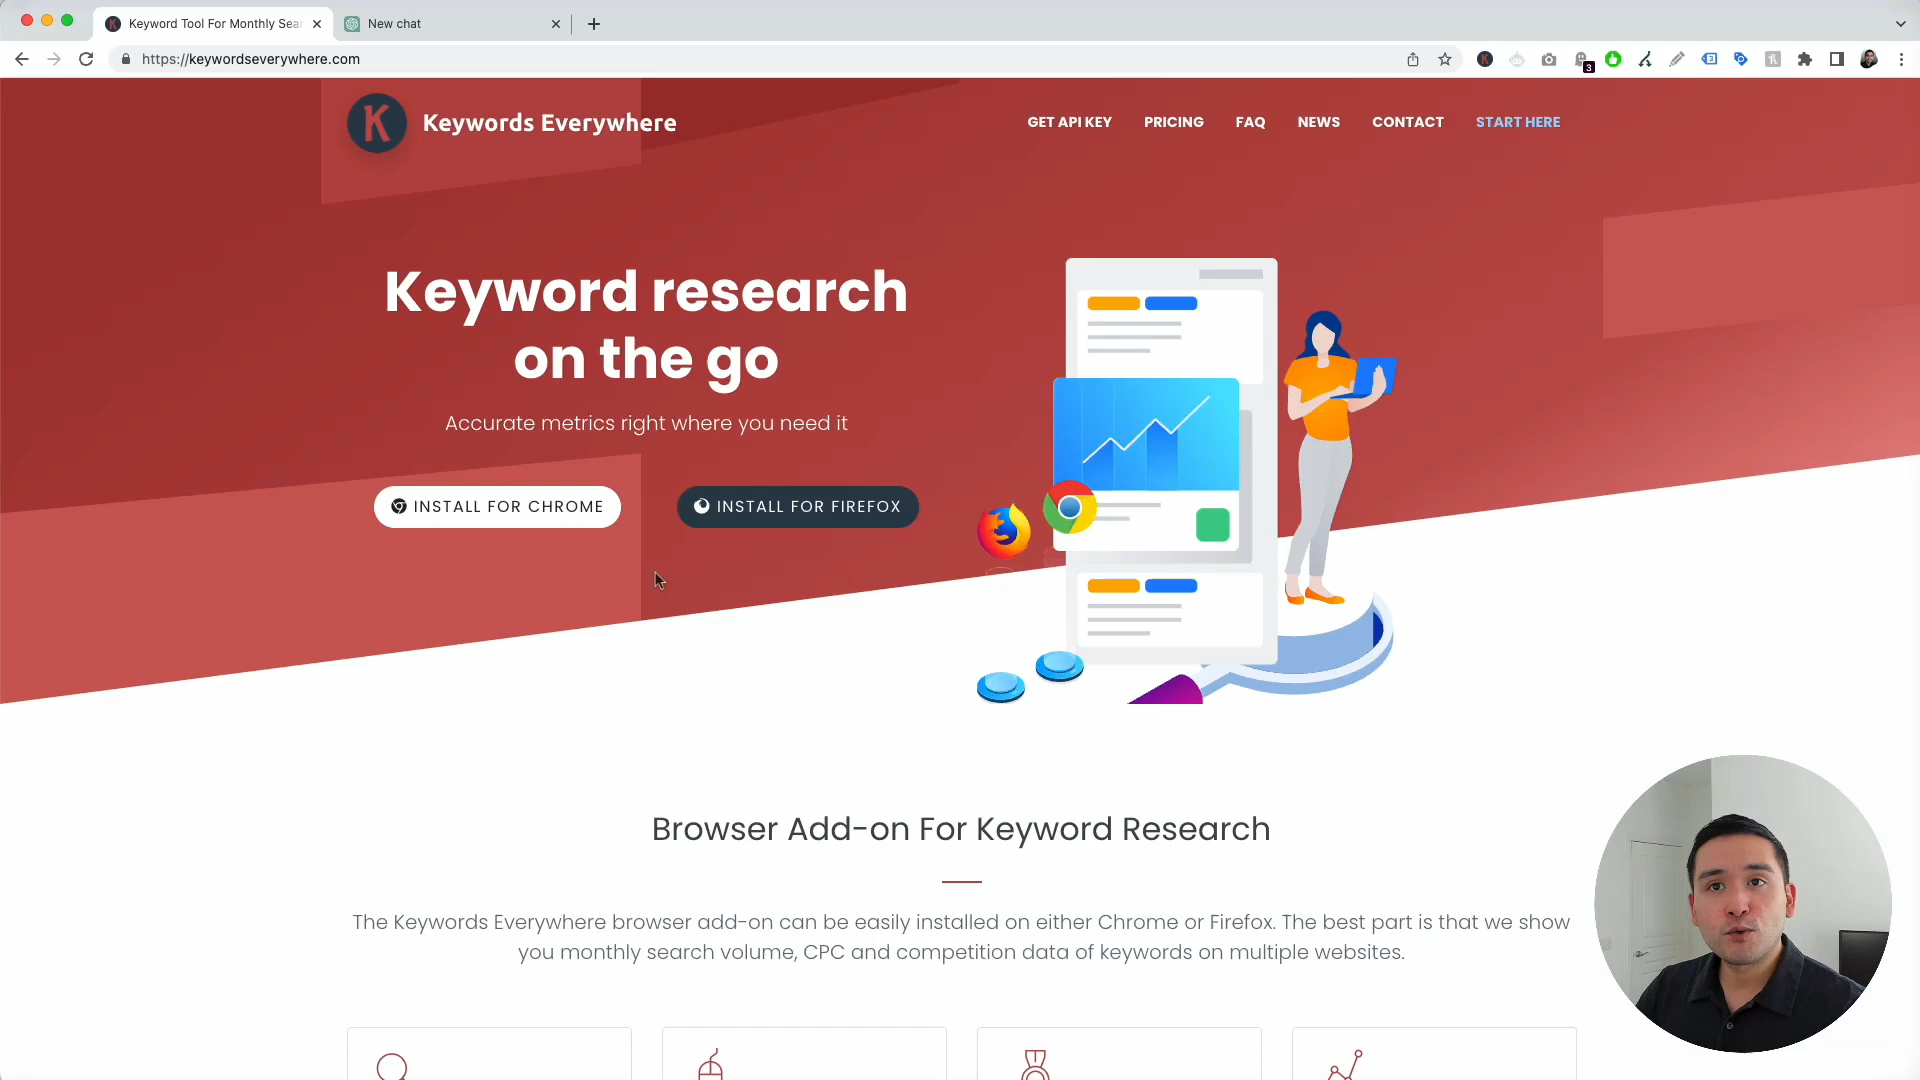 Keyword Tool For Monthly Sea
New chat
https://keywordseverywhere.com
3
K
Keywords Everywhere
GET API KEY
PRICING
FAQ
NEWS
CONTACT
START HERE
Keyword research
on the go
Accurate metrics right where you need it
INSTALL FOR CHROME
INSTALL FOR FIREFOX
Browser Add-on For Keyword Research
The Keywords Everywhere browser add-on can be easily installed on either Chrome or Firefox. The best part is that we show
you monthly search volume, CPC and competition data of keywords on multiple websites.